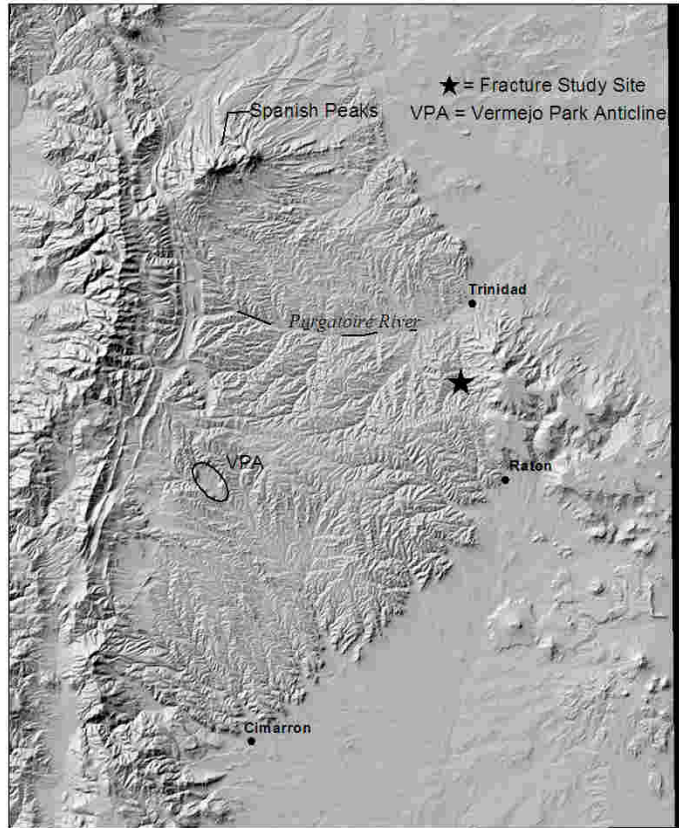 ★ = Fracture Study Site
Spanish Peaks
VPA = Vermejo Park Anticline
Trinidad
Purgatoire River
VPA
Raton
Cimarron